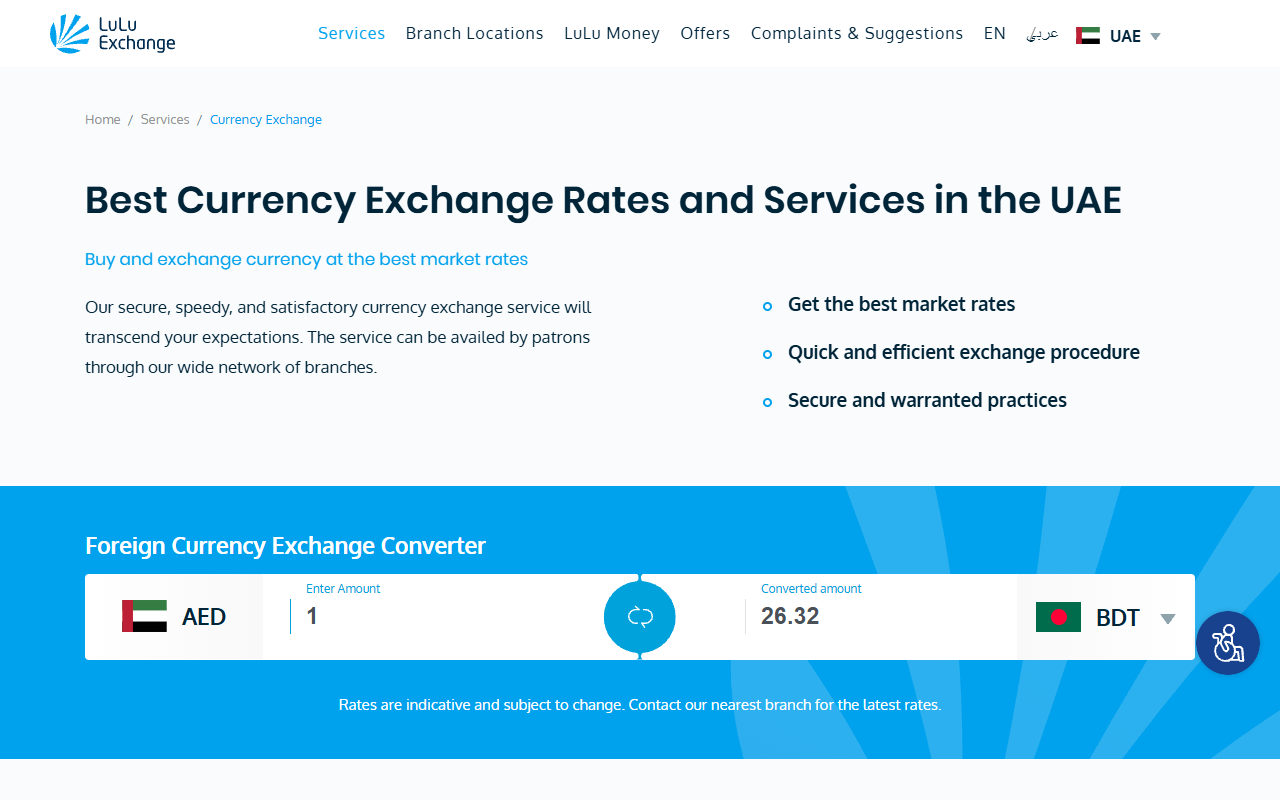 LuLu
Exchange
Services
Branch Locations
LuLu Money
Offers
Complaints & Suggestions
EN
عربي
UAE
Home / Services / Currency Exchange
Best Currency Exchange Rates and Services in the UAE
Buy and exchange currency at the best market rates
Our secure, speedy, and satisfactory currency exchange service will
transcend your expectations. The service can be availed by patrons
through our wide network of branches.
Get the best market rates
Quick and efficient exchange procedure
Secure and warranted practices
Foreign Currency Exchange Converter
AED
Enter Amount
1
Converted amount
26.32
BDT
Rates are indicative and subject to change. Contact our nearest branch for the latest rates.